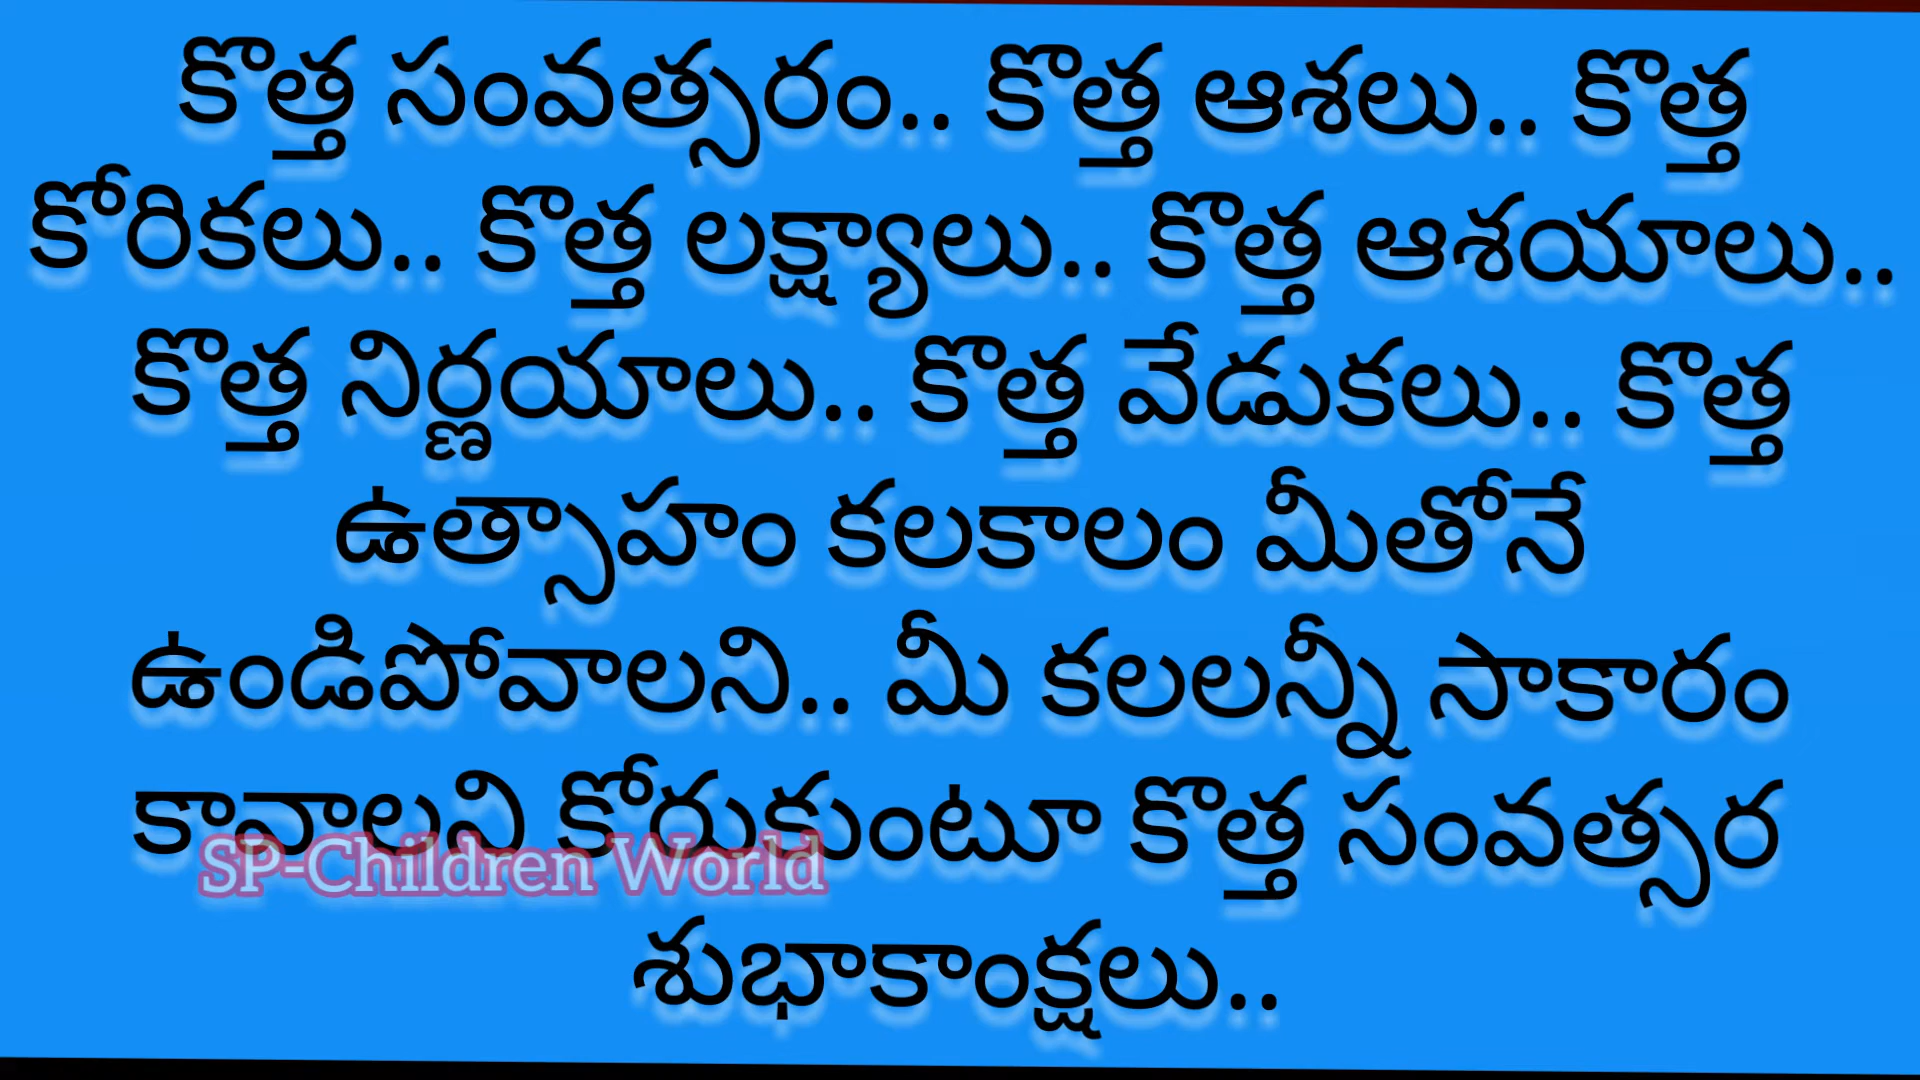 కొత్త సంవత్సరం.. కొత్త ఆశలు.. కొత్త
కోరికలు.. కొత్త లక్ష్యాలు.. కొత్త ఆశయాలు..
కొత్త నిర్ణయాలు.. కొత్త వేడుకలు.. కొత్త
ఉత్సాహం కలకాలం మీతోనే
ఉండిపోవాలని.. మీ కలలన్నీ సాకారం
కావాలని కోరుకుంటూ కొత్త సంవత్సర
SP-Children World
శుభాకాంక్షలు..